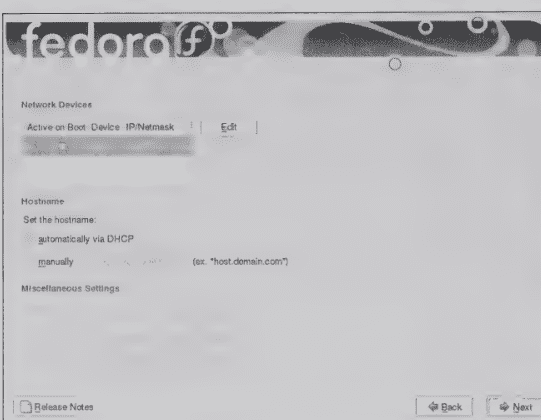 fedora
Network Devices
Active on Boot Device IP/Netmask Edit
Hostname
Set the hostname:
automatically via DHCP
manually (ex. "host.domain.com")
Miscellaneous Settings
Release Notes Back Next